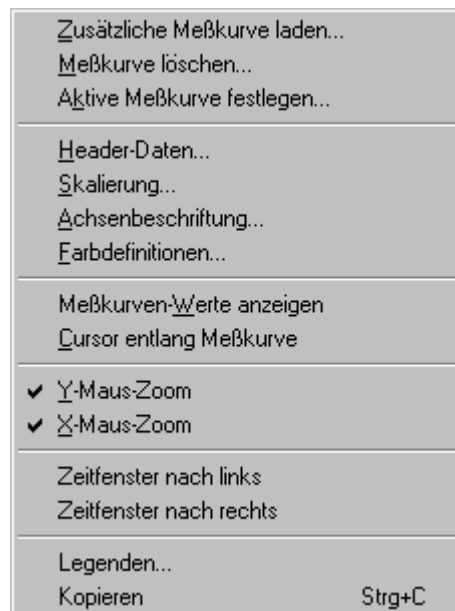 Zusätzliche Meßkurve laden...
Meßkurve löschen...
Aktive Meßkurve festlegen...
Header-Daten...
Skalierung...
Achsenbeschriftung...
Farbdefinitionen...
Meßkurven-Werte anzeigen
Cursor entlang Meßkurve
Y-Maus-Zoom
X-Maus-Zoom
Zeitfenster nach links
Zeitfenster nach rechts
Legenden...
Kopieren Strg+C